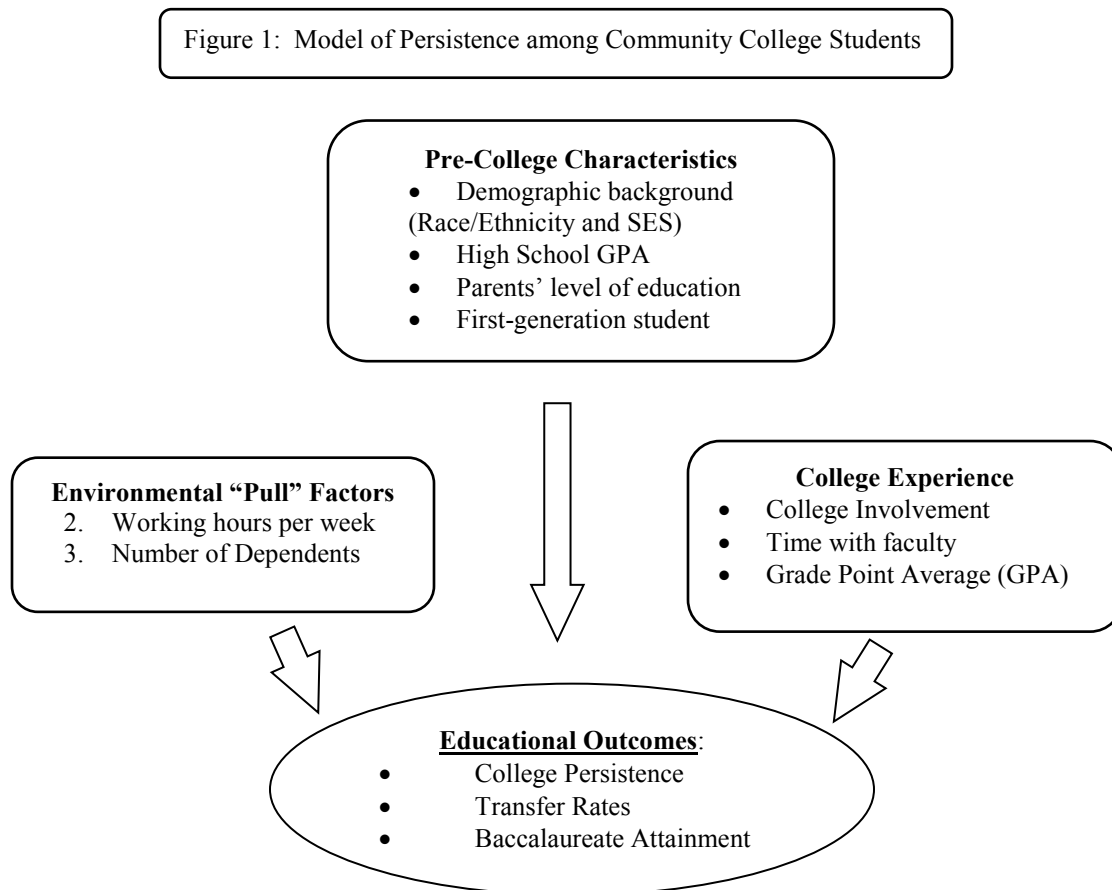 Figure 1:  Model of Persistence among Community College Students
Pre-College Characteristics
• Demographic background
(Race/Ethnicity and SES)
• High School GPA
• Parents’ level of education
• First-generation student
Environmental “Pull” Factors
2. Working hours per week
3. Number of Dependents
College Experience
• College Involvement
• Time with faculty
• Grade Point Average (GPA)
Educational Outcomes:
• College Persistence
• Transfer Rates
• Baccalaureate Attainment